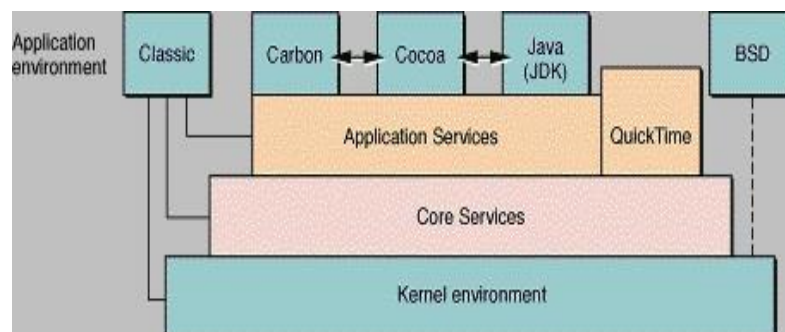 Application
environment
Classic
Carbon
Cocoa
Java
(JDK)
BSD
Application Services
QuickTime
Core Services
Kernel environment